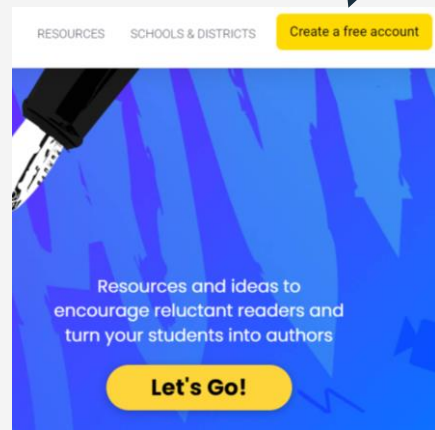 RESOURCES SCHOOLS & DISTRICTS Create a free account
Resources and ideas to
encourage reluctant readers and
turn your students into authors
Let's Go!